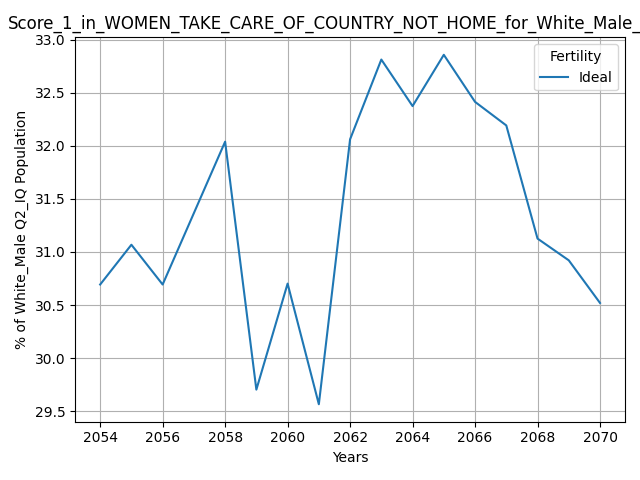 Score_1_in_WOMEN_TAKE_CARE_OF_COUNTRY_NOT_HOME_for_White_Male_
Fertility
Ideal
% of White_Male Q2_IQ Population
33.0
32.5
32.0
31.5
31.0
30.5
30.0
29.5
2054 2056 2058 2060 2062 2064 2066 2068 2070
Years